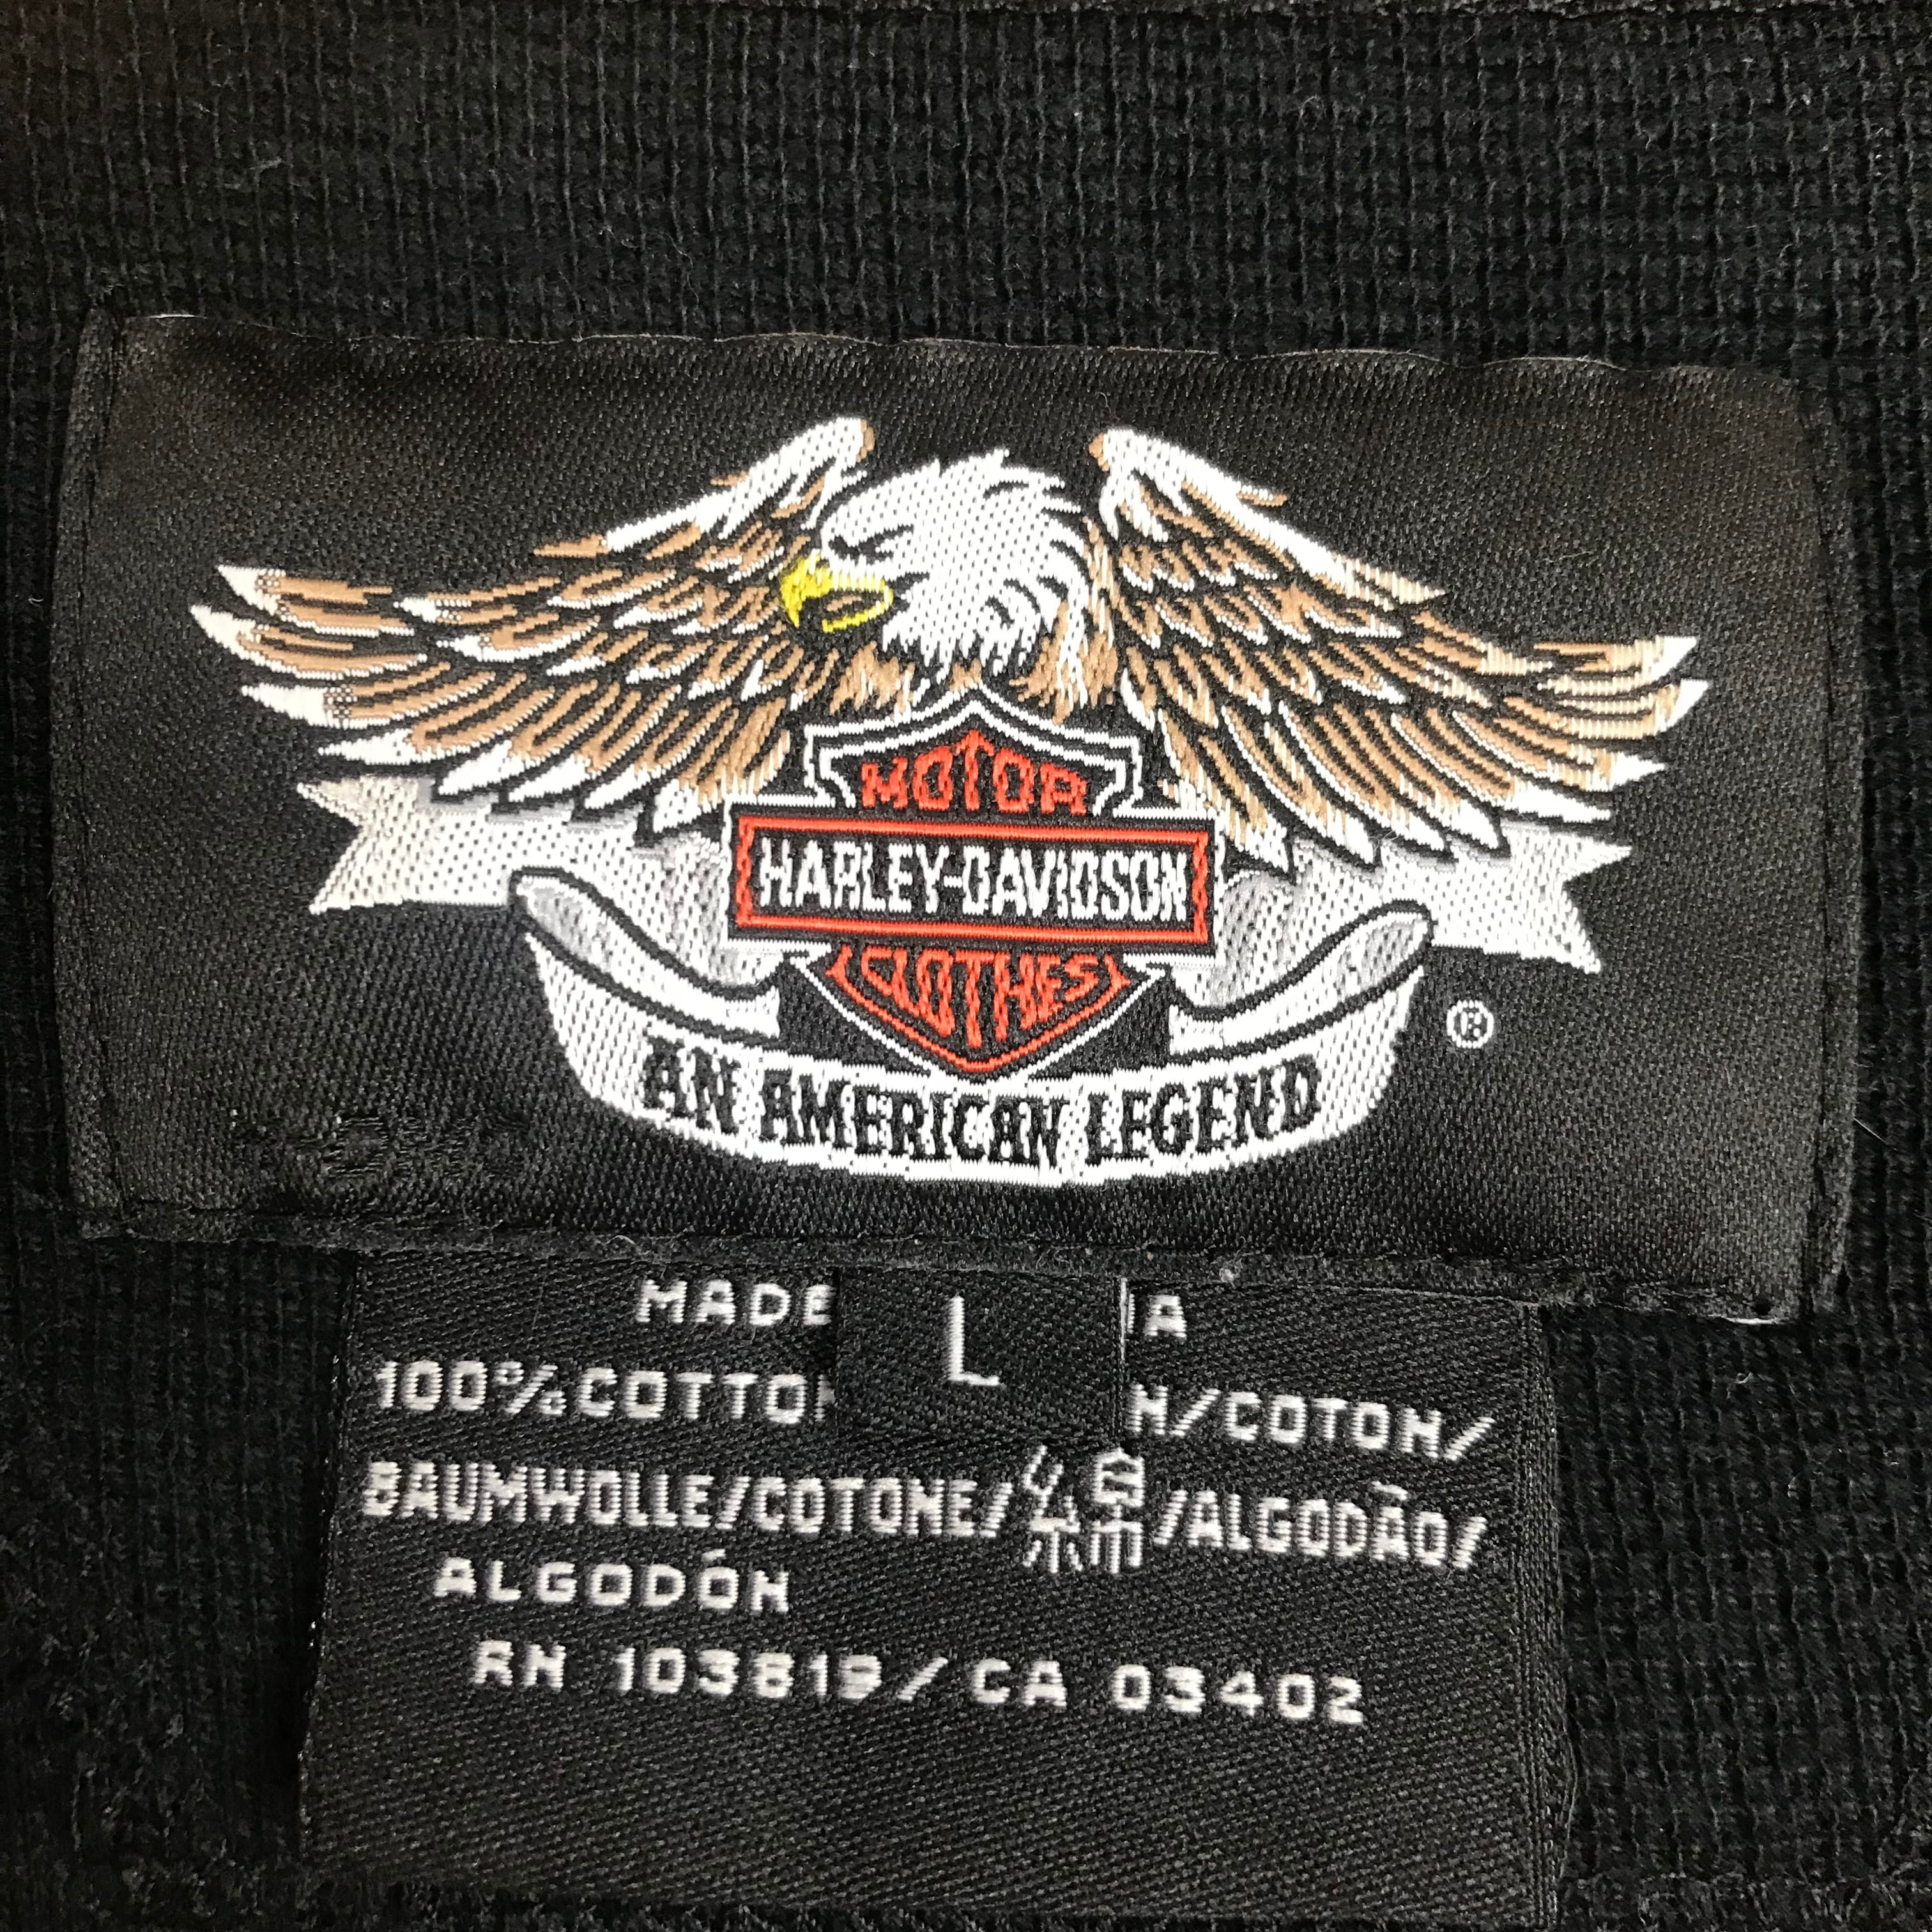 MOTOR
HARLEY-DAVIDSON
CLOTHES
®
AN AMERICAN LEGEND
L
MADE
100% COTTON /COTON/
BAUMWOLLE/COTONE/綿/ALGODÃO/
ALGODÓN
RN 103819/CA 03402